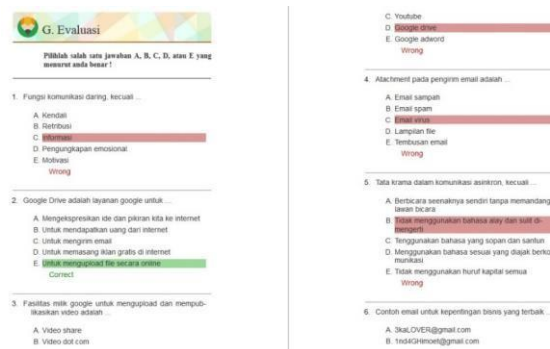 G. Evaluasi
Pilihlah salah satu jawaban A, B, C, D, atau E yang
menurut anda benar !
1. Fungsi komunikasi daring, kecuali ...
A. Kendali
B. Retribusi
C. Informasi
D. Pengungkapan emosional
E. Motivasi
Wrong
2. Google Drive adalah layanan google untuk ...
A. Mengekspresikan ide dan pikiran kita ke internet
B. Untuk mendapatkan uang dari internet
C. Untuk mengirim email
D. Untuk memasang iklan gratis di internet
E. Untuk mengupload file secara online
Correct
3. Fasilitas milik google untuk mengupload dan mempub-
likasikan video adalah ...
A. Video share
B. Video dot com
C. Youtube
D. Google drive
E. Google adword
Wrong
4. Atachment pada pengirim email adalah ...
A. Email sampah
B. Email spam
C. Email virus
D. Lampilan file
E. Tembusan email
Wrong
5. Tata krama dalam komunikasi asinkron, kecuali ...
A. Berbicara seenaknya sendiri tanpa memandang
lawan bicara
B. Tidak menggunakan bahasa alay dan sulit di-
mengerti
C. Tenggunakan bahasa yang sopan dan santun
D. Menggunakan bahasa sesuai yang diajak berko
munikasi
E. Tidak menggunakan huruf kapital semua
Wrong
6. Contoh email untuk kepentingan bisnis yang terbaik ...
A. 3kaLOVER@gmail.com
B. 1nd4GHimoet@gmail.com